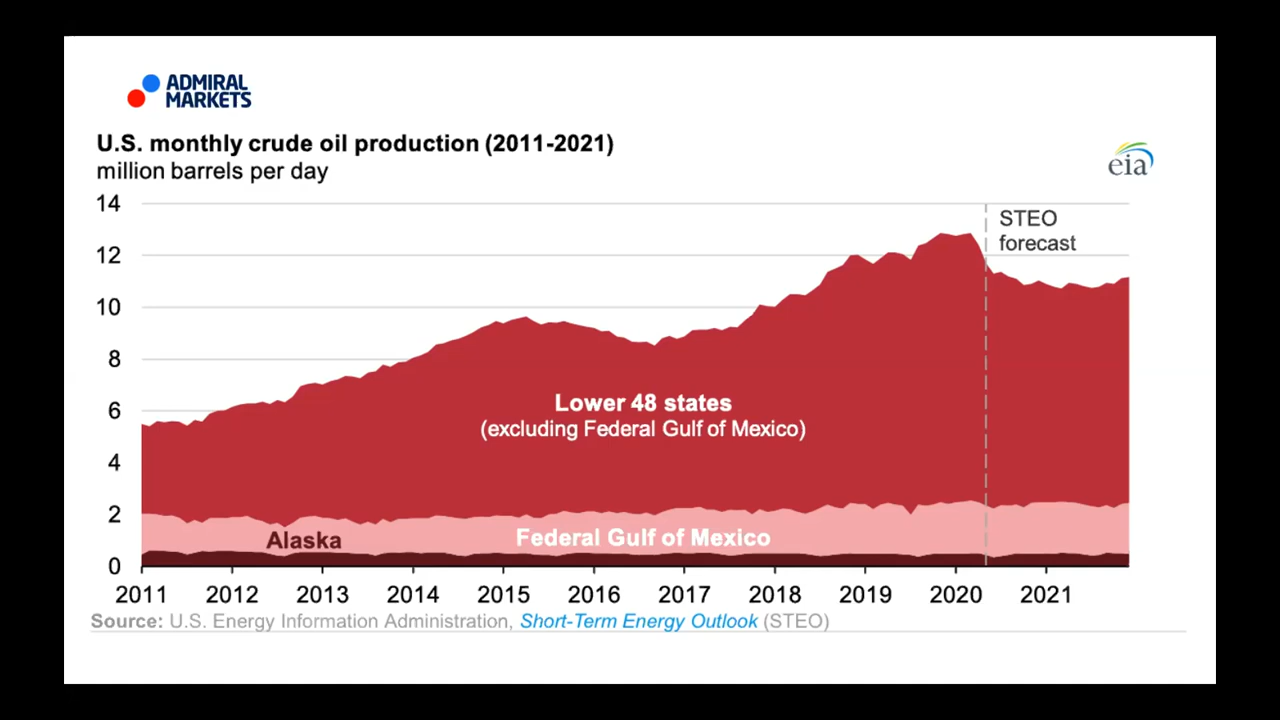 ADMIRAL
MARKETS
U.S. monthly crude oil production (2011-2021)
million barrels per day
eia
14
STEO
forecast
12
10
8
6
Lower 48 states
(excluding Federal Gulf of Mexico)
4
2
Alaska
Federal Gulf of Mexico
0
2011 2012 2013 2014 2015 2016 2017 2018 2019 2020 2021
Source: U.S. Energy Information Administration, Short-Term Energy Outlook (STEO)